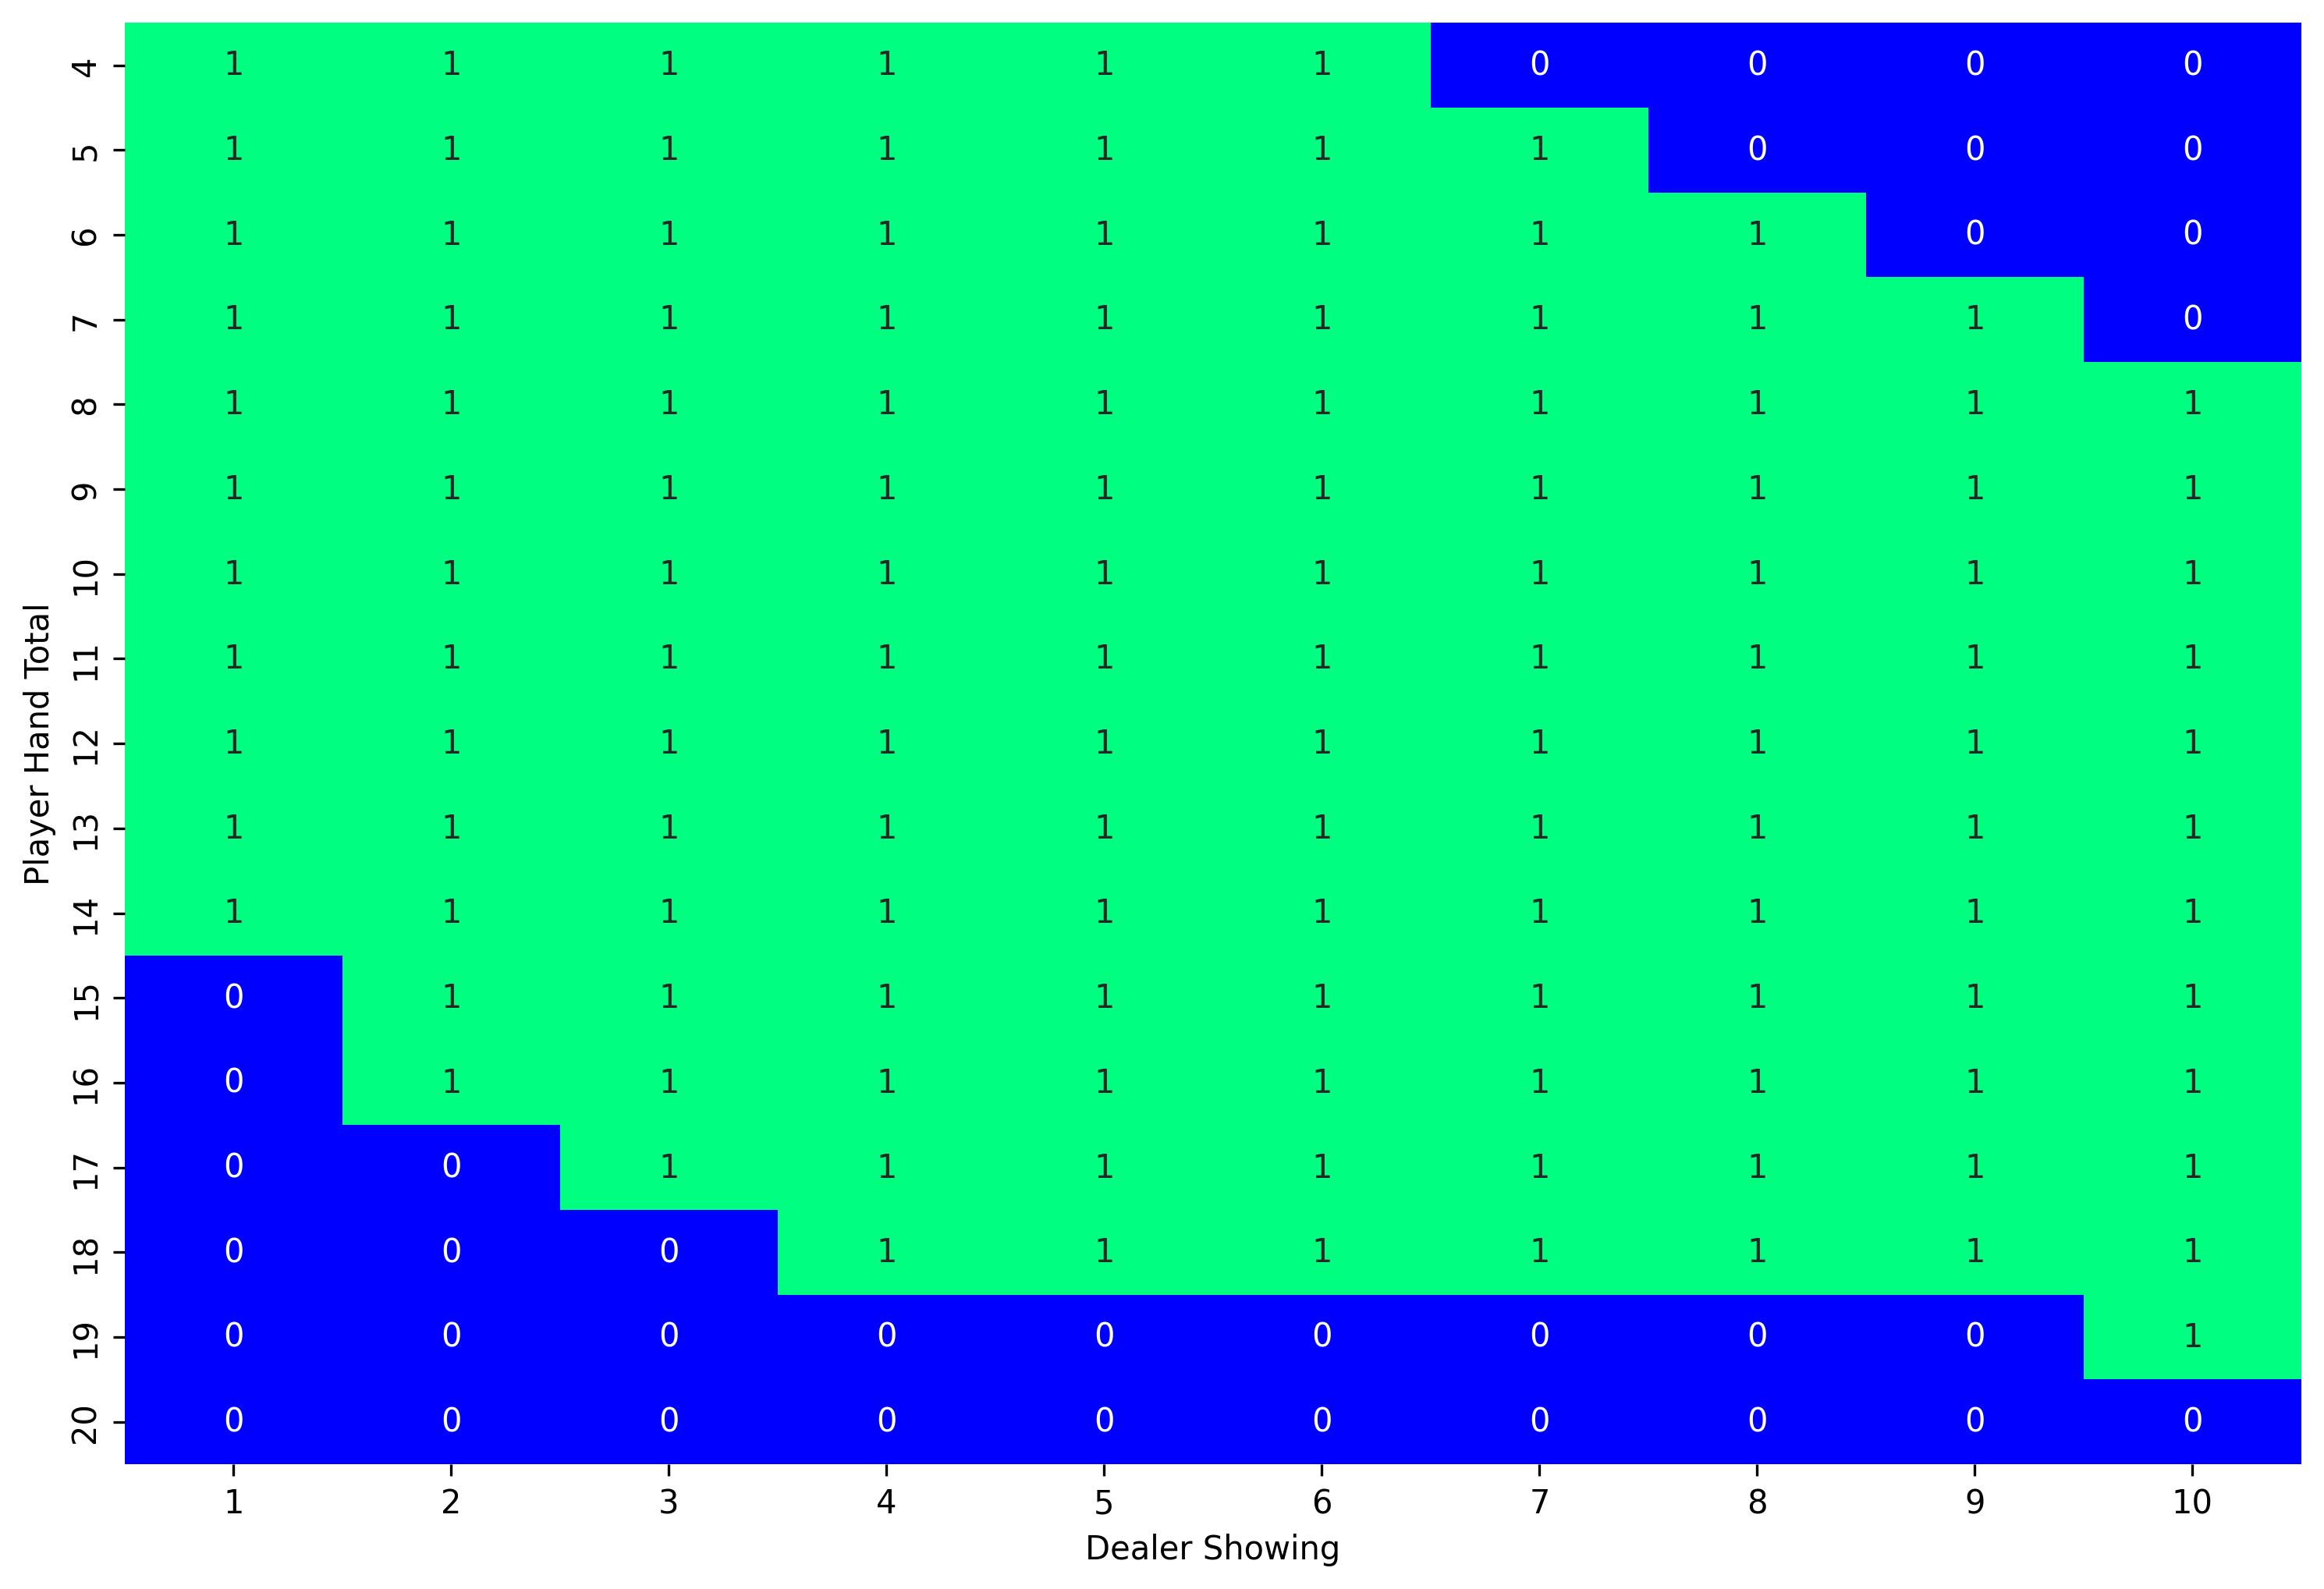 4 1 1 1 1 1 1 0 0 0 0
5 1 1 1 1 1 1 1 0 0 0
6 1 1 1 1 1 1 1 1 0 0
7 1 1 1 1 1 1 1 1 1 0
8 1 1 1 1 1 1 1 1 1 1
9 1 1 1 1 1 1 1 1 1 1
10 1 1 1 1 1 1 1 1 1 1
11 1 1 1 1 1 1 1 1 1 1
12 1 1 1 1 1 1 1 1 1 1
13 1 1 1 1 1 1 1 1 1 1
14 1 1 1 1 1 1 1 1 1 1
15 0 1 1 1 1 1 1 1 1 1
16 0 1 1 1 1 1 1 1 1 1
17 0 0 1 1 1 1 1 1 1 1
18 0 0 0 1 1 1 1 1 1 1
19 0 0 0 0 0 0 0 0 0 1
20 0 0 0 0 0 0 0 0 0 0
1 2 3 4 5 6 7 8 9 10
Dealer Showing
Player Hand Total